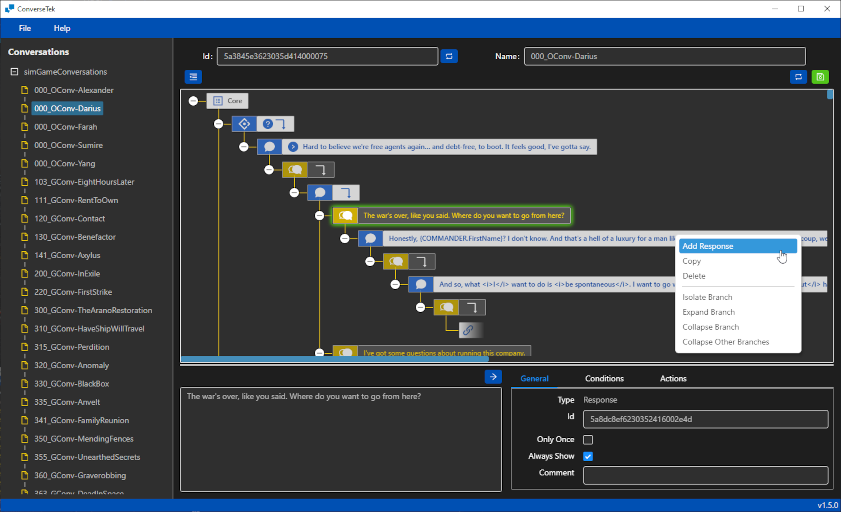 ConverseTek
File Help
Conversations
simGameConversations
000_OConv-Alexander
000_OConv-Darius
000_OConv-Farah
000_OConv-Sumire
000_OConv-Yang
103_GConv-EightHoursLater
111_GConv-RentToOwn
120_GConv-Contact
130_GConv-Benefactor
141_GConv-Axylus
200_GConv-InExile
220_GConv-FirstStrike
300_GConv-TheAranoRestoration
310_GConv-HaveShipWillTravel
315_GConv-Perdition
320_GConv-Anomaly
330_GConv-BlackBox
335_GConv-Anvelt
341_GConv-FamilyReunion
350_GConv-MendingFences
355_GConv-UnearthedSecrets
360_GConv-Graverobbing
363_GConv-DeadInSpace
Id: 5a3845e3623035d414000075
Name: 000_OConv-Darius
Core
Hard to believe we're free agents again... and debt-free, to boot. It feels good, I've gotta say.
The war's over, like you said. Where do you want to go from here?
Honestly, {COMMANDER.FirstName}? I don't know. And that's a hell of a luxury for a man
coup, we
And so, what <i>I</i> want to do is <i>be spontaneous</i>. I want to go
I've got some questions about running this company.
Add Response
Copy
Delete
Isolate Branch
Expand Branch
Collapse Branch
Collapse Other Branches
The war's over, like you said. Where do you want to go from here?
General Conditions Actions
Type Response
Id 5a8dc8ef6230352416002e4d
Only Once
Always Show
Comment
v1.5.0